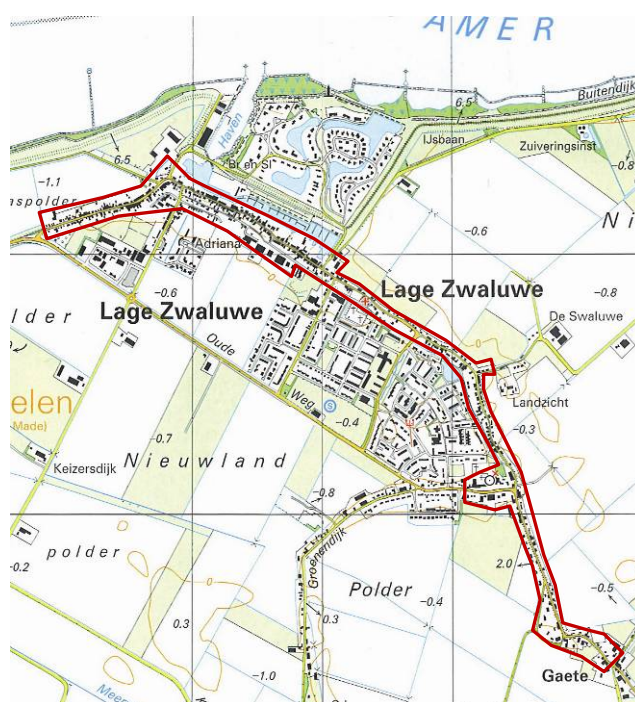 AMER
Buitendijk
6,5
Haven
IJsbaan
Zuiveringsinst
6,5
Br en Sl
-1.1
nspolder
Ni
Adriana
-0.6
Lage Zwaluwe
-0.6
Lage Zwaluwe
-0.8
lder
De Swaluwe
Oude
elen
Made)
Weg
Landzicht
-0.4
-0.3
-0.7
Nieuwland
Keizersdijk
-0.8
Groenendijk
polder
-0.2
2.0
Polder
-0.5
-0.4
0.3
0.3
Gaete
-1.0
Meer